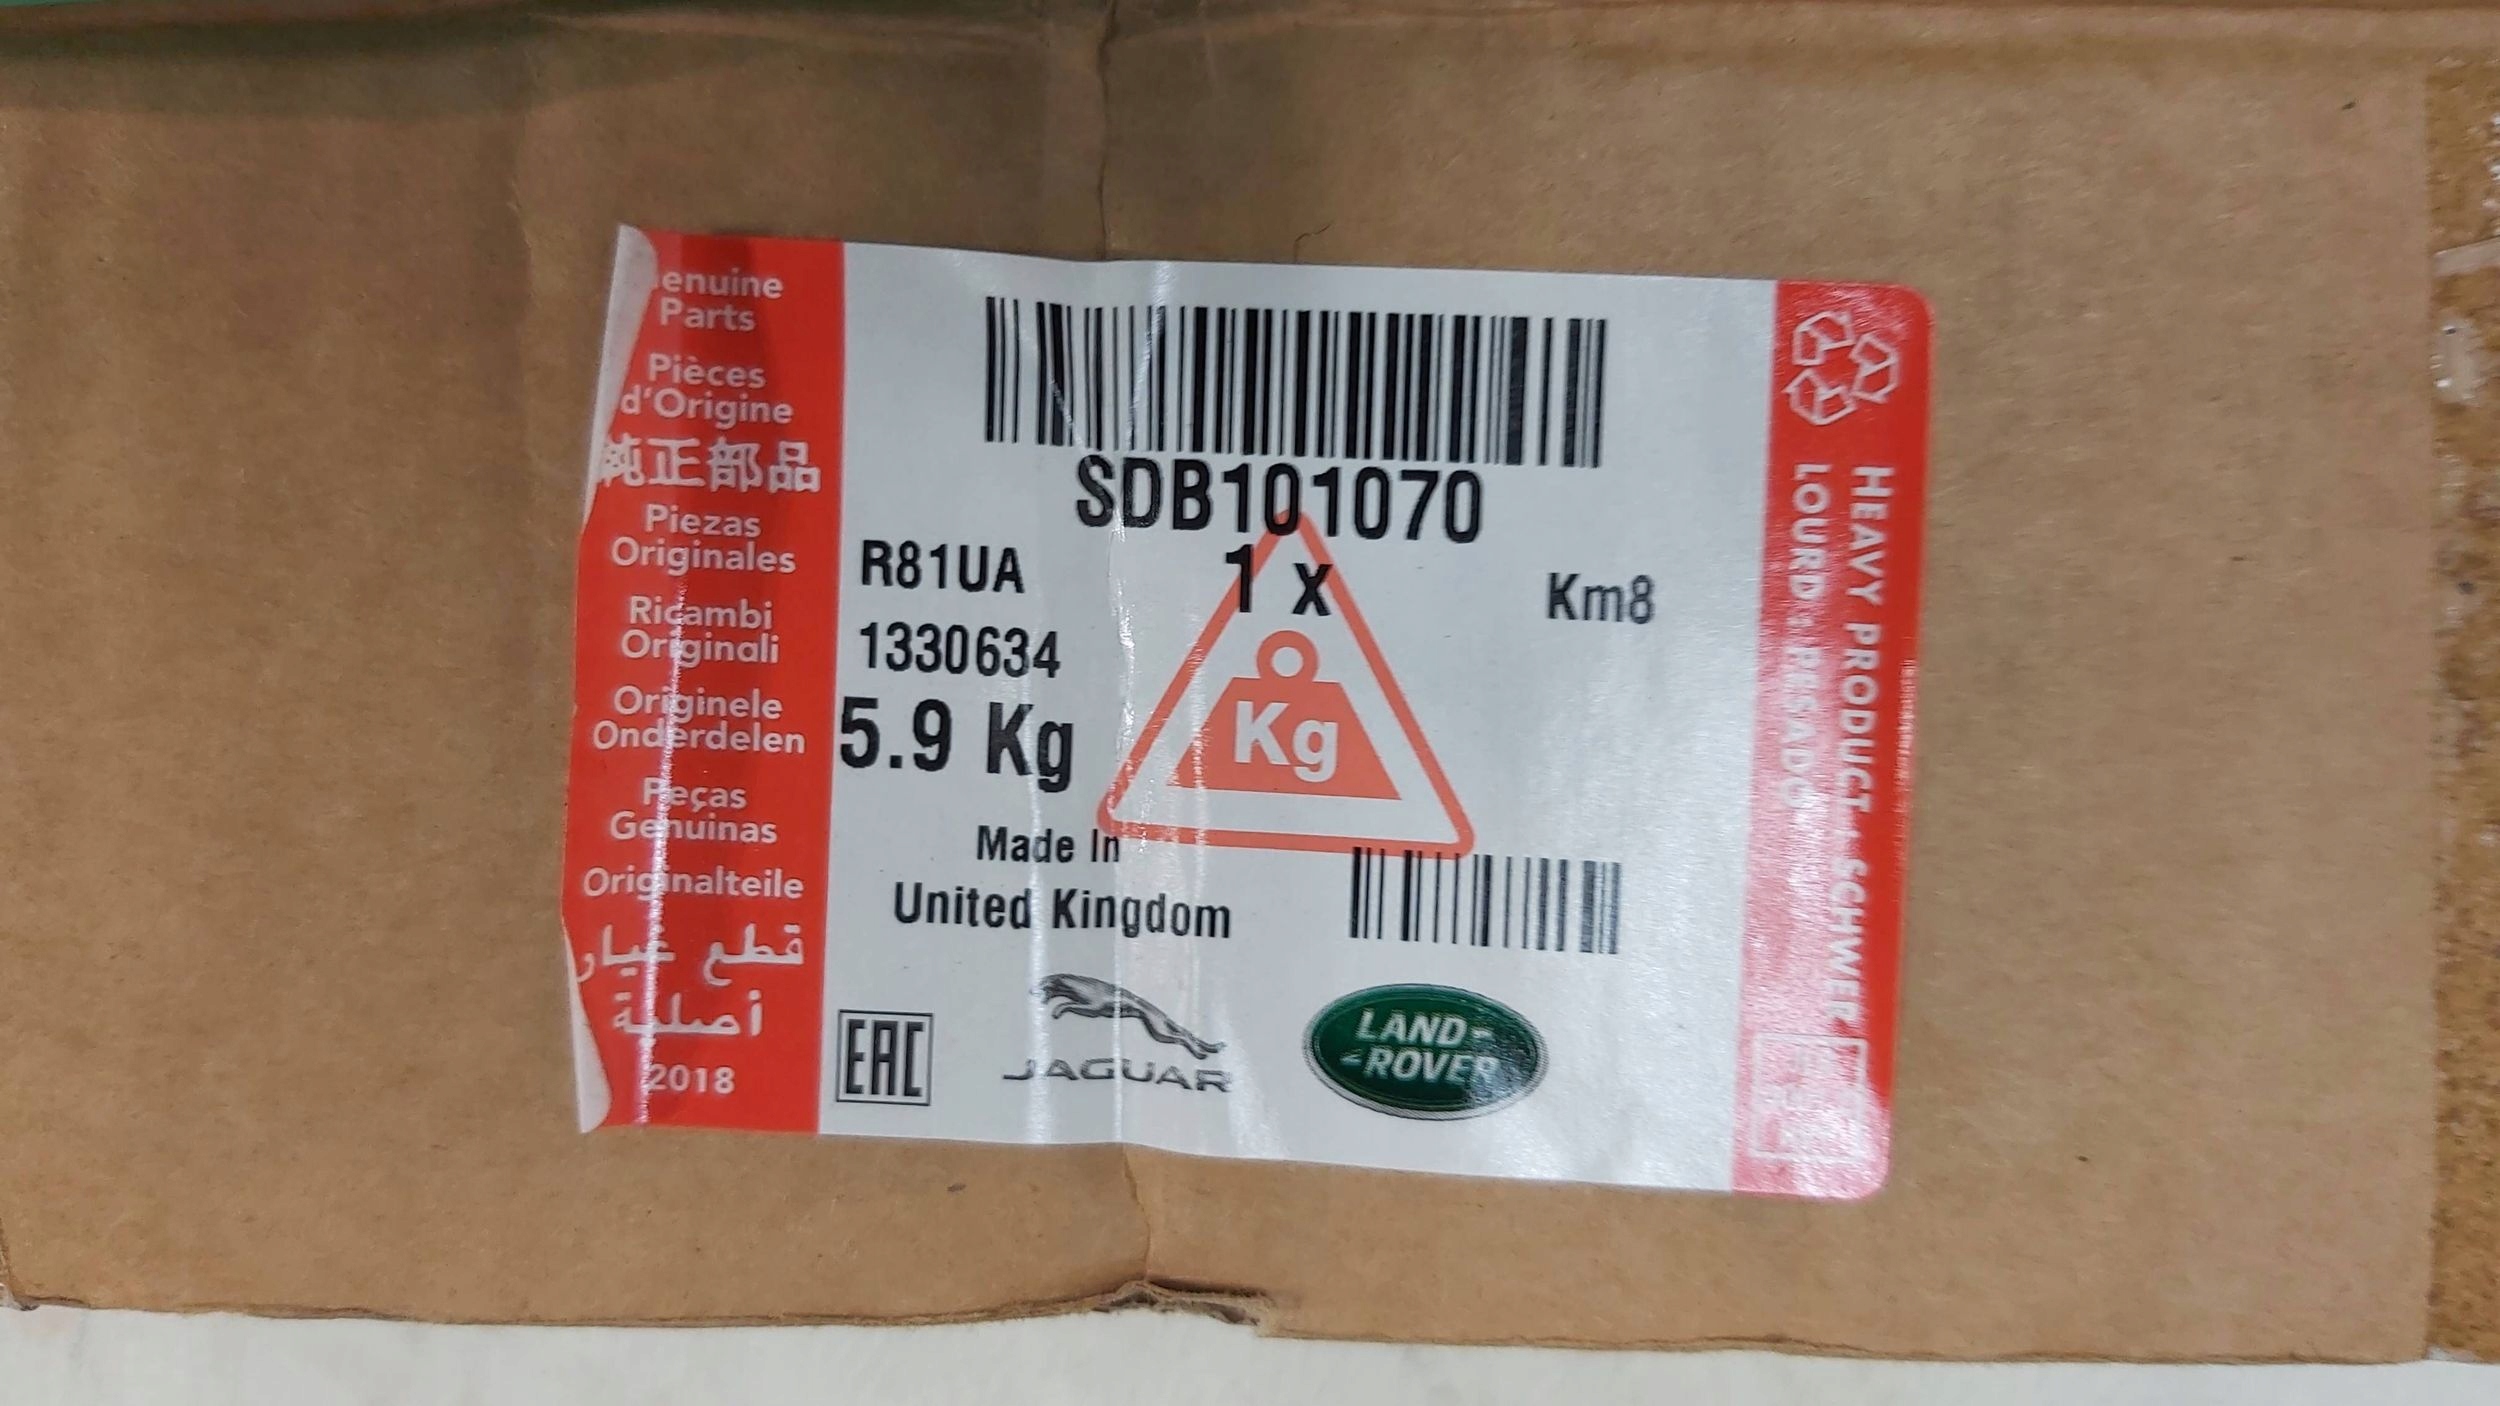 enuine
Parts
Pièces
d'Origine
純正部品
Piezas
Originales
Ricambi
Originali
Originele
Onderdelen
Peças
Genuinas
Originalteile
قطع غيار
أصلية
2018
SDB101070
R81UA
1 x
Km8
1330634
5.9 Kg
Kg
Made In
United Kingdom
EAC
JAGUAR
LAND-
-ROVER
HEAVY PRODUCT - SCHWER
LOURD - PESADO